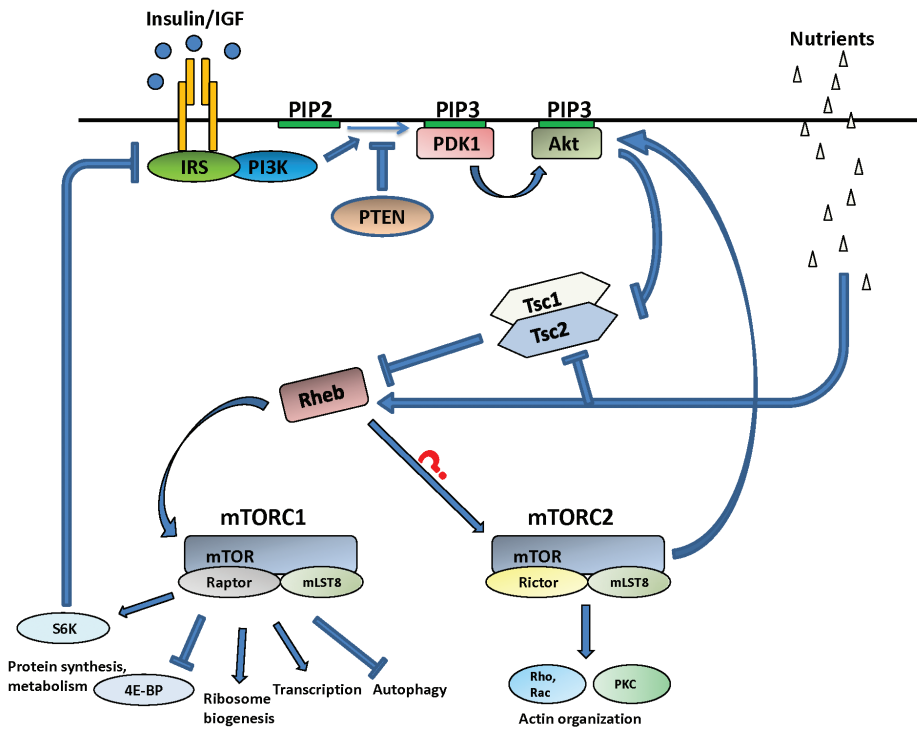 Insulin/IGF
Nutrients
PIP2
PIP3
PIP3
PDK1
Akt
IRS
PI3K
PTEN
Tsc1
Tsc2
Rheb
?
mTORC1
mTORC2
mTOR
mTOR
Raptor
mLST8
Rictor
mLST8
S6K
Protein synthesis,
metabolism
4E-BP
Ribosome
biogenesis
Transcription
Autophagy
Rho,
Rac
PKC
Actin organization